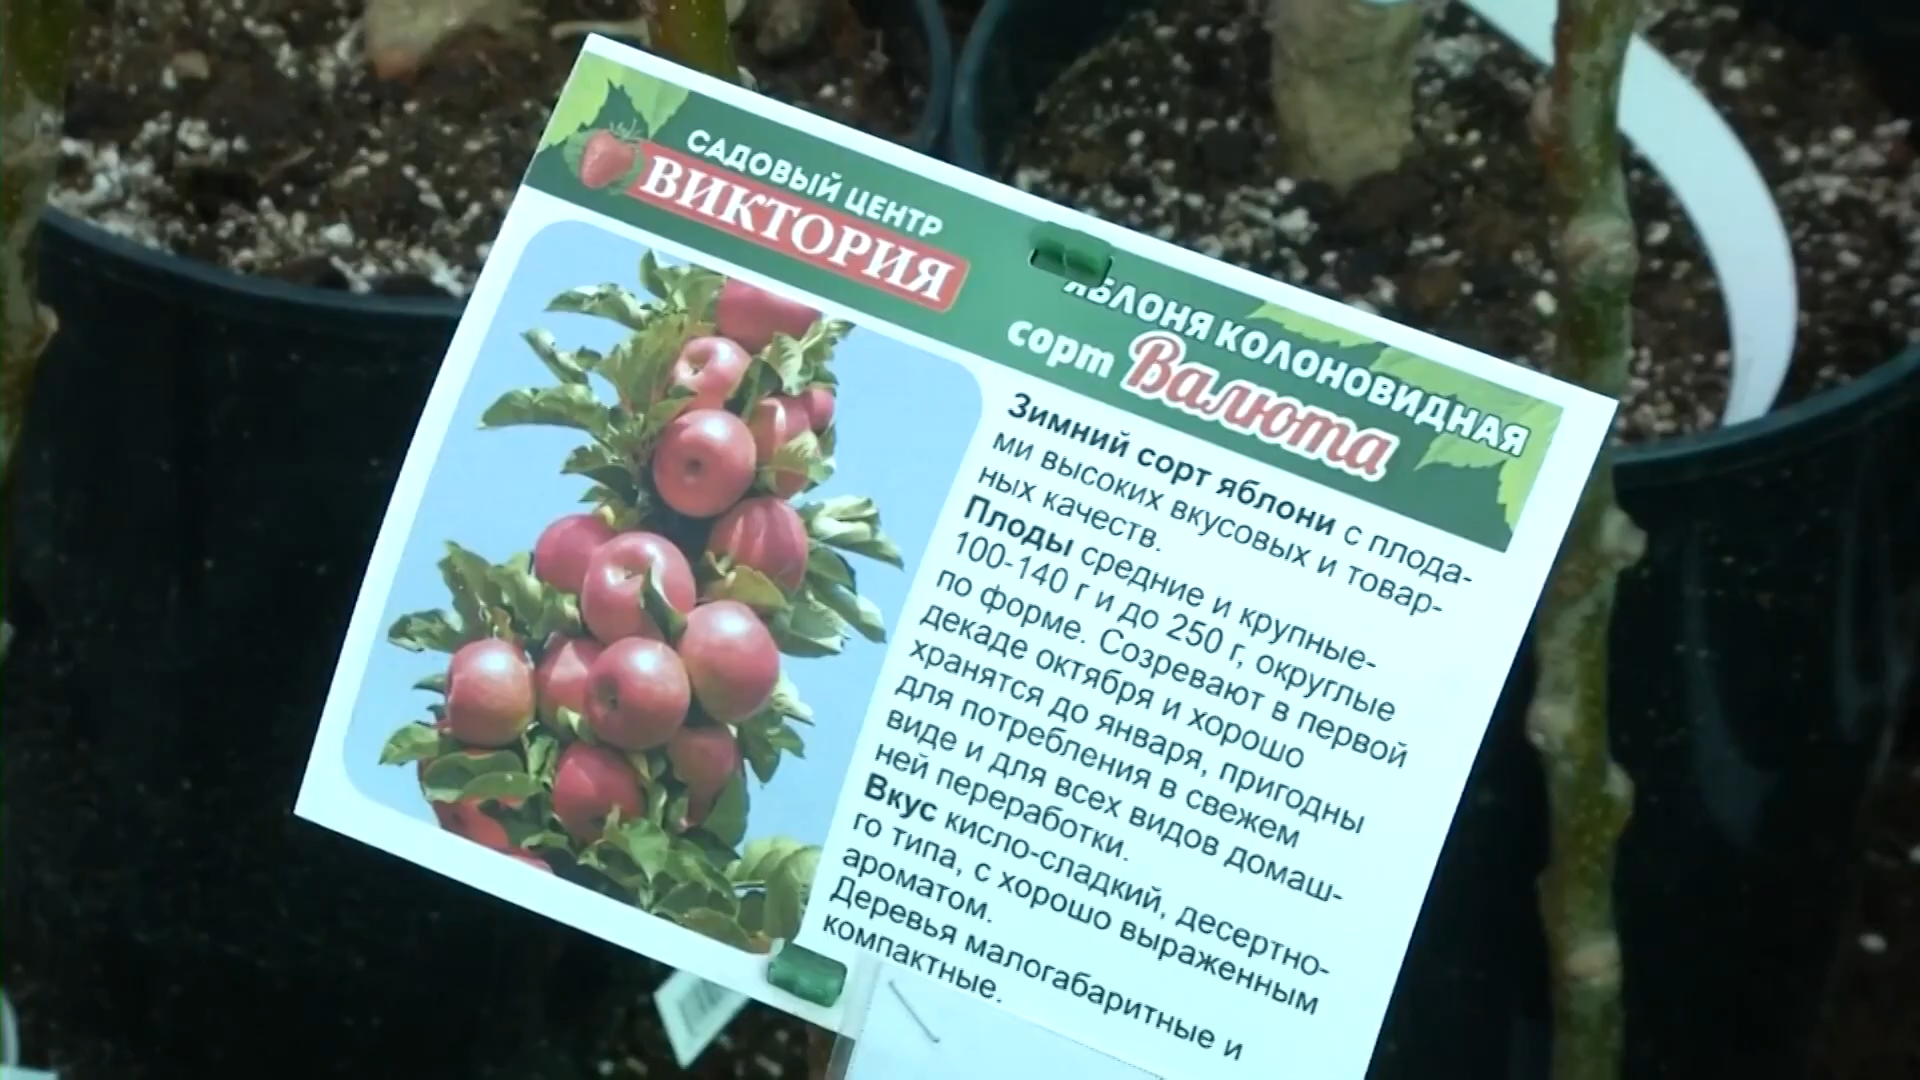 САДОВЫЙ ЦЕНТР
ВИКТОРИЯ
ЯБЛОНЯ КОЛОНОВИДНАЯ
сорт Валюта
Зимний сорт яблони с плода-
ми высоких вкусовых и товар-
ных качеств.
Плоды средние и крупные-
100-140 г и до 250 г, округлые
по форме. Созревают в первой
декаде октября и хорошо
хранятся до января, пригодны
для потребления в свежем
виде и для всех видов домаш-
ней переработки.
Вкус кисло-сладкий, десертно-
го типа, с хорошо выраженным
ароматом.
Деревья малогабаритные и
компактные.